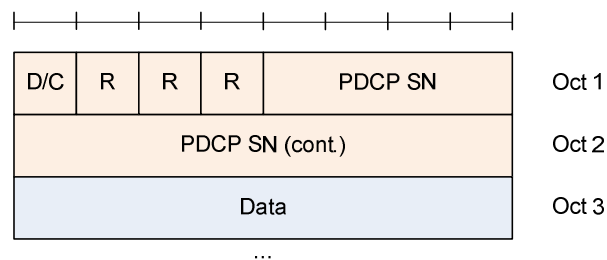 D/C R R R PDCP SN Oct 1
PDCP SN (cont.) Oct 2
Data Oct 3
...